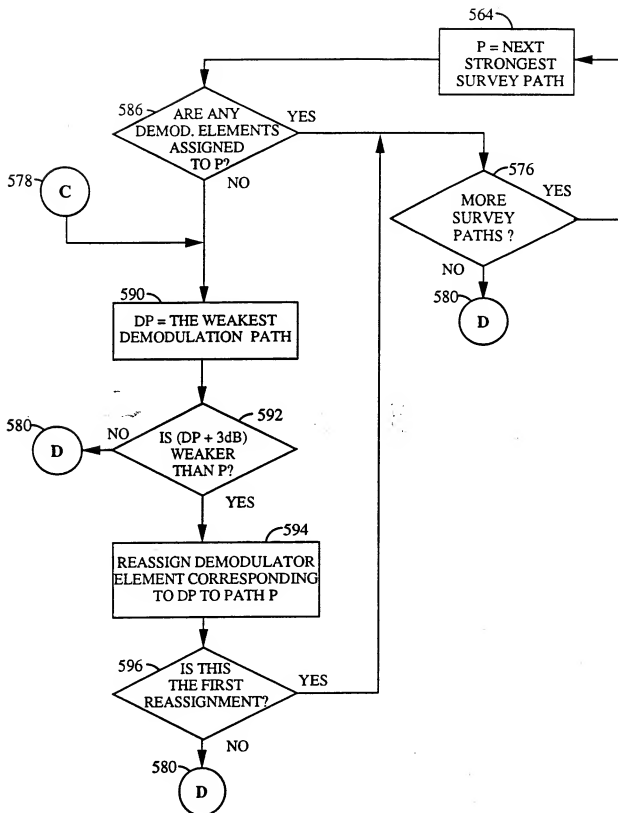 564
P = NEXT
STRONGEST
SURVEY PATH
586
ARE ANY
DEMOD. ELEMENTS
ASSIGNED
TO P?
YES
NO
578
C
576
MORE
SURVEY
PATHS ?
YES
NO
580
D
590
DP = THE WEAKEST
DEMODULATION PATH
592
IS (DP + 3dB)
WEAKER
THAN P?
NO
580
D
YES
594
REASSIGN DEMODULATOR
ELEMENT CORRESPONDING
TO DP TO PATH P
596
IS THIS
THE FIRST
REASSIGNMENT?
YES
NO
580
D